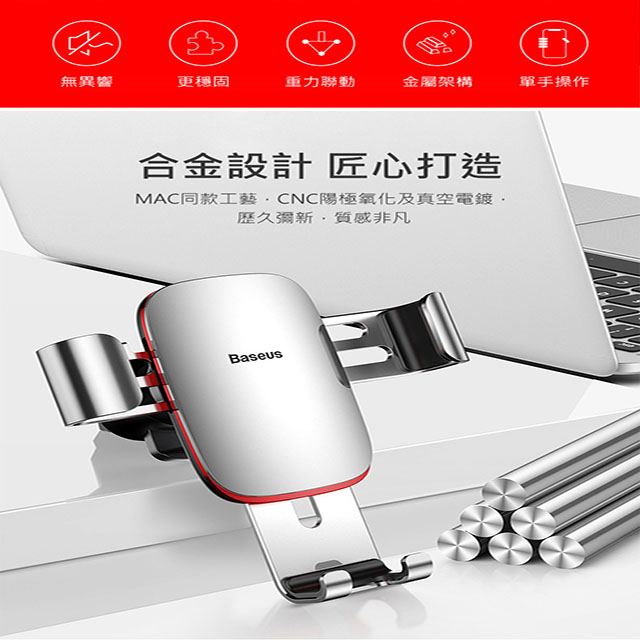 無異響
更穩固
重力聯動
金屬架構
單手操作
合金設計 匠心打造
MAC同款工藝，CNC陽極氧化及真空電鍍，
歷久彌新，質感非凡
Baseus